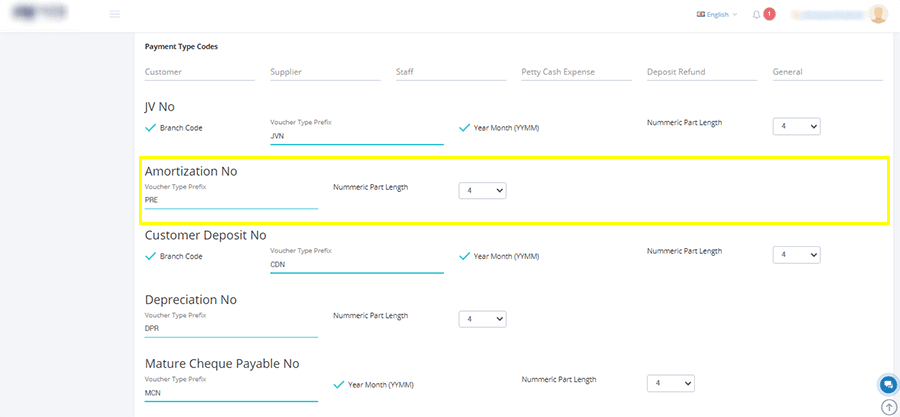 English
1
Payment Type Codes
Customer Supplier Staff Petty Cash Expense Deposit Refund General
JV No
Branch Code
Voucher Type Prefix
JVN
Year Month (YYMM)
Nummeric Part Length
4
Amortization No
Voucher Type Prefix
PRE
Nummeric Part Length
4
Customer Deposit No
Branch Code
Voucher Type Prefix
CDN
Year Month (YYMM)
Nummeric Part Length
4
Depreciation No
Voucher Type Prefix
DPR
Nummeric Part Length
4
Mature Cheque Payable No
Voucher Type Prefix
MCN
Year Month (YYMM)
Nummeric Part Length
4